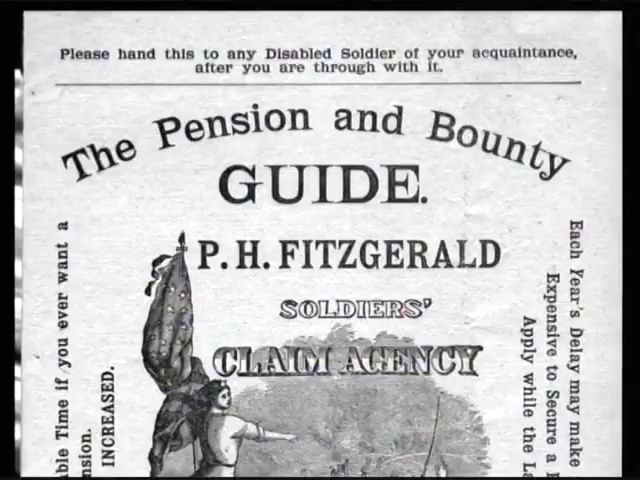 Please hand this to any Disabled Soldier of your acquaintance,
after you are through with it.
The Pension and Bounty
GUIDE.
P. H. FITZGERALD
SOLDIERS'
CLAIM AGENCY
ble Time if you ever want a
nsion.
INCREASED.
Each Year's Delay may make
Expensive to Secure a
Apply while the